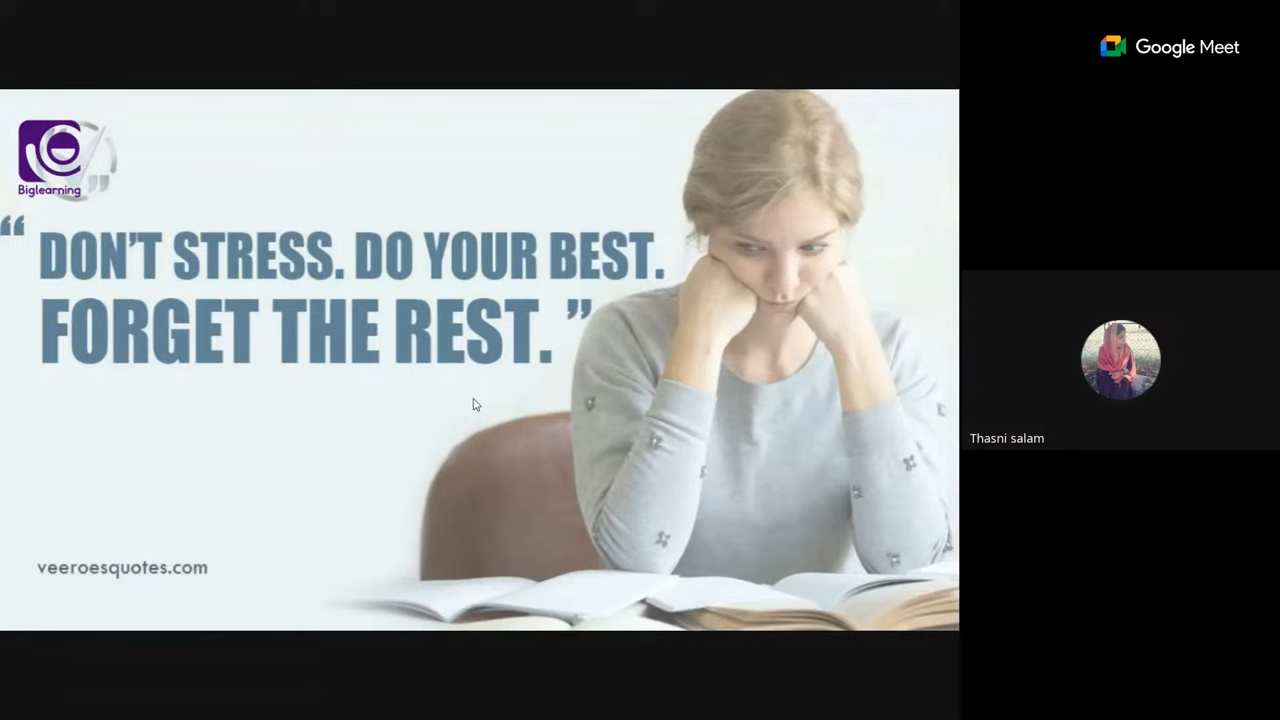 Google Meet
Biglearning
“ DON’T STRESS. DO YOUR BEST.
FORGET THE REST. ”
veeroesquotes.com
Thasni salam